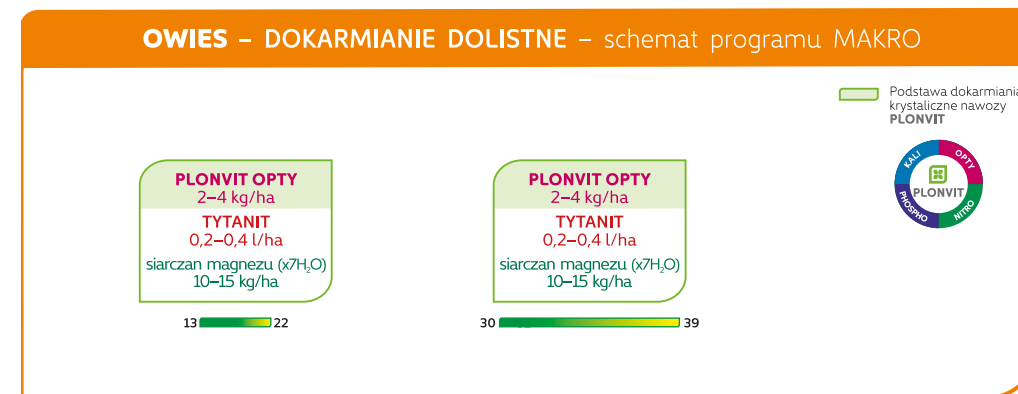 OWIES – DOKARMIANIE DOLISTNE – schemat programu MAKRO
Podstawa dokarmiania
krystaliczne nawozy
PLONVIT
KALI
OPTY
PLONVIT
PHOSPHO
NITRO
PLONVIT OPTY
2–4 kg/ha
TYTANIT
0,2–0,4 l/ha
siarczan magnezu (x7H₂O)
10–15 kg/ha
13 22
PLONVIT OPTY
2–4 kg/ha
TYTANIT
0,2–0,4 l/ha
siarczan magnezu (x7H₂O)
10–15 kg/ha
30 39